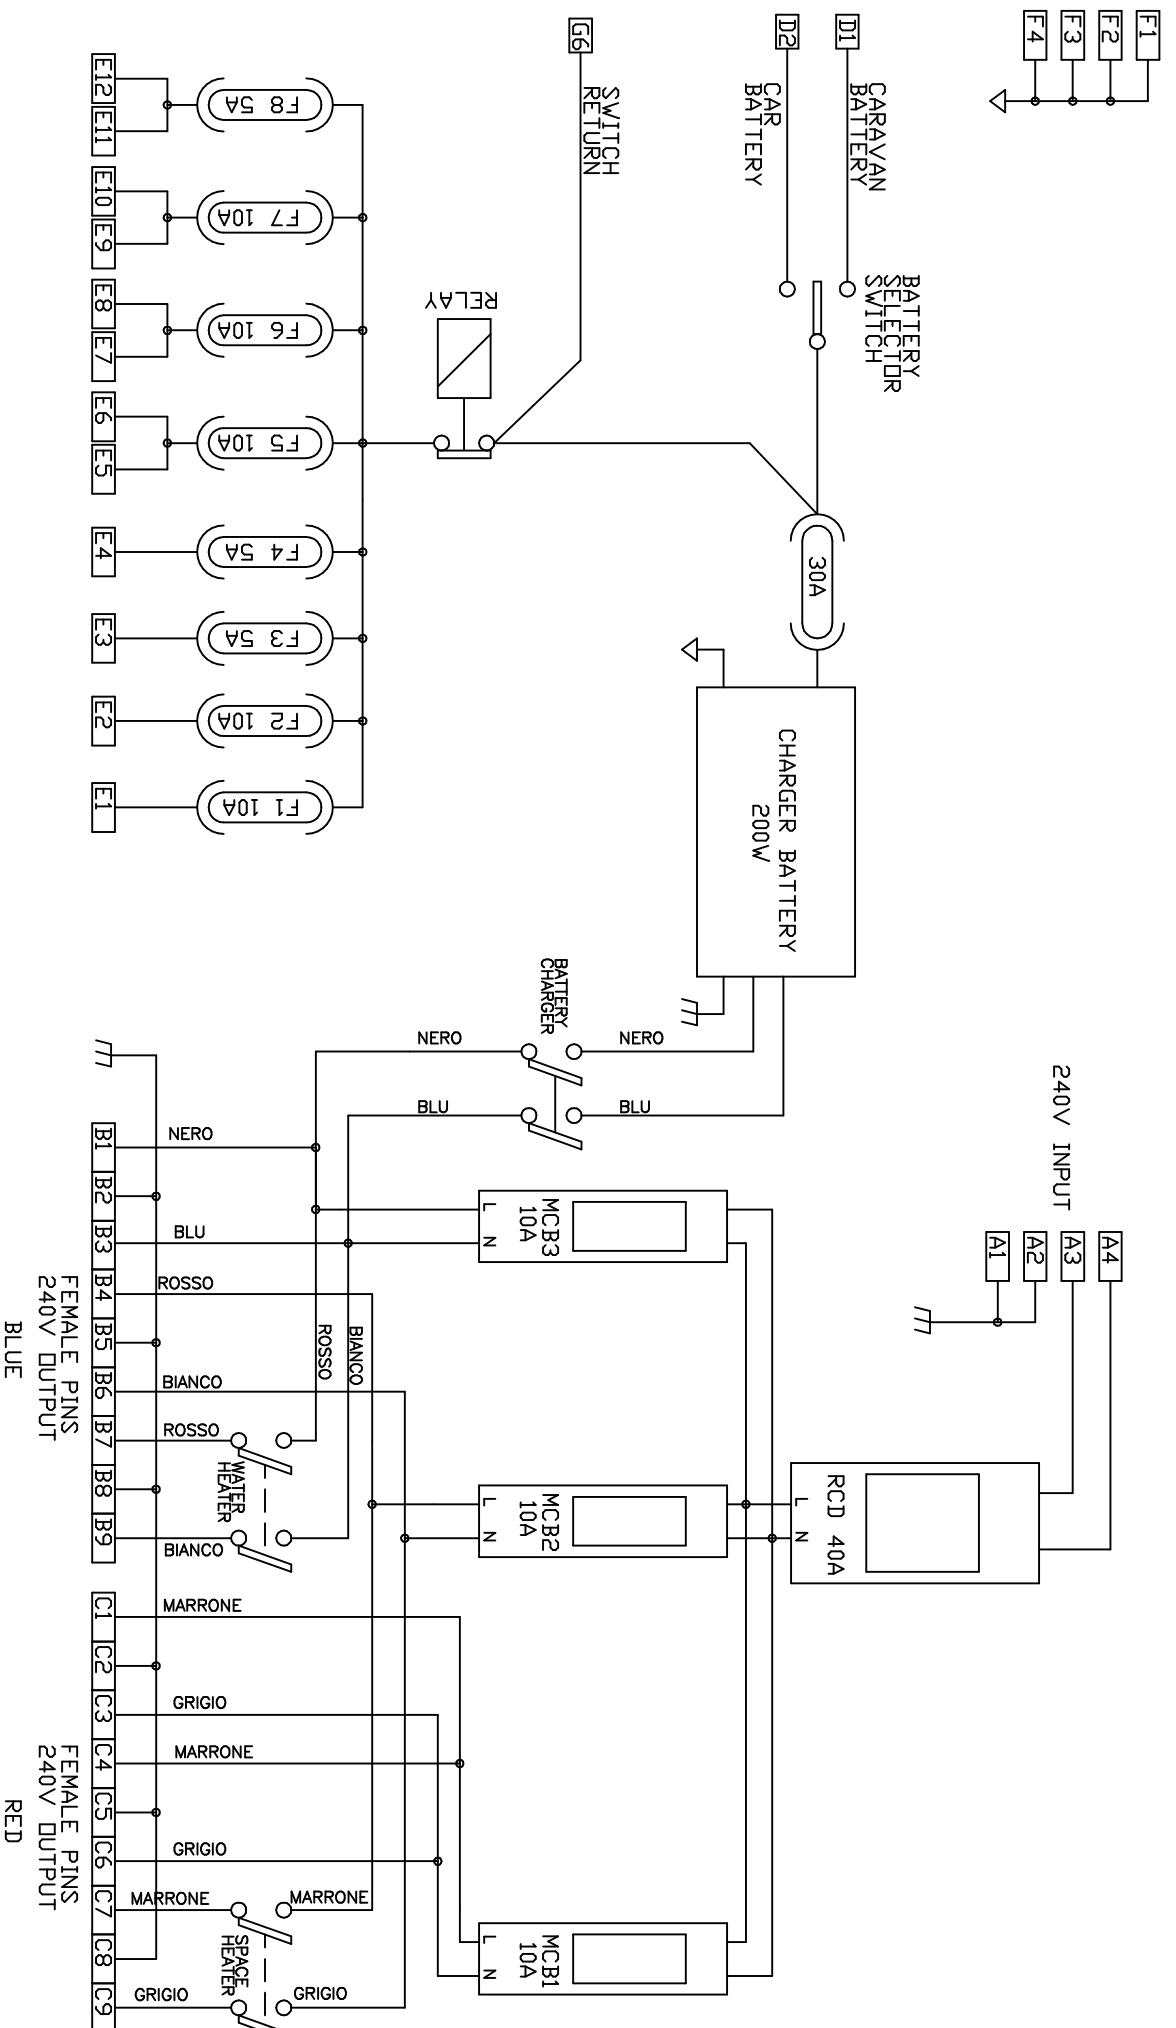 F1
F2
F3
F4
D1
D2
CARAVAN
BATTERY
CAR
BATTERY
G6
SWITCH
RETURN
BATTERY
SELECTOR
SWITCH
RELAY
30A
CHARGER BATTERY
200W
F8 5A
F7 10A
F6 10A
F5 10A
F4 5A
F3 5A
F2 10A
F1 10A
E12
E11
E10
E9
E8
E7
E6
E5
E4
E3
E2
E1
BATTERY
CHARGER
NERO
NERO
BLU
BLU
240V INPUT
A4
A3
A2
A1
RCD 40A
L
N
MCB3
10A
L
N
MCB2
10A
L
N
MCB1
10A
L
N
NERO
BLU
ROSSO
BIANCO
ROSSO
BIANCO
ROSSO
BIANCO
WATER
HEATER
MARRONE
GRIGIO
MARRONE
GRIGIO
MARRONE
MARRONE
GRIGIO
GRIGIO
SPACE
HEATER
B1
B2
B3
B4
B5
B6
B7
B8
B9
C1
C2
C3
C4
C5
C6
C7
C8
C9
FEMALE PINS
240V OUTPUT
BLUE
FEMALE PINS
240V OUTPUT
RED